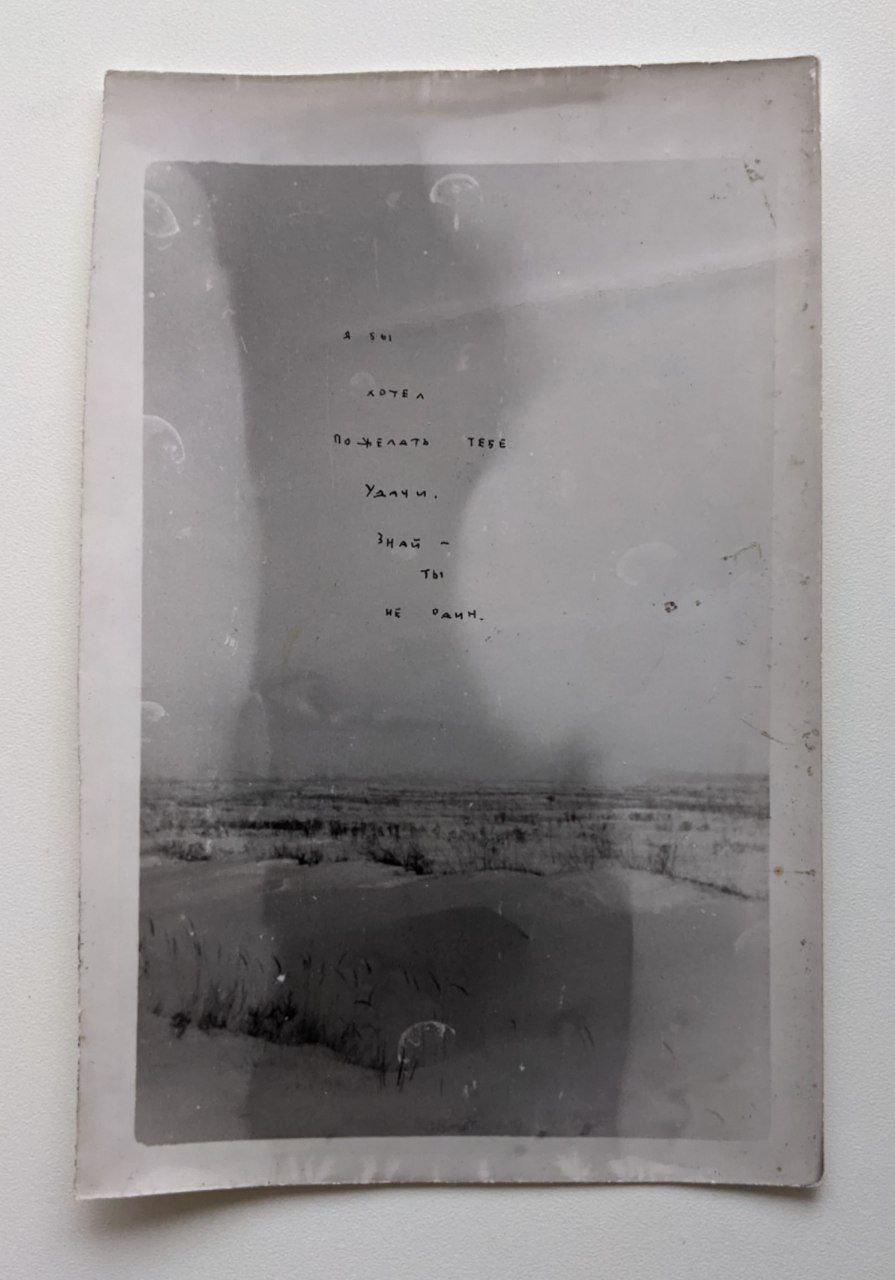 Я БЫ
ХОТЕЛ
ПОЖЕЛАТЬ ТЕБЕ
УДАЧИ.
ЗНАЙ –
ТЫ
НЕ ОДИН.